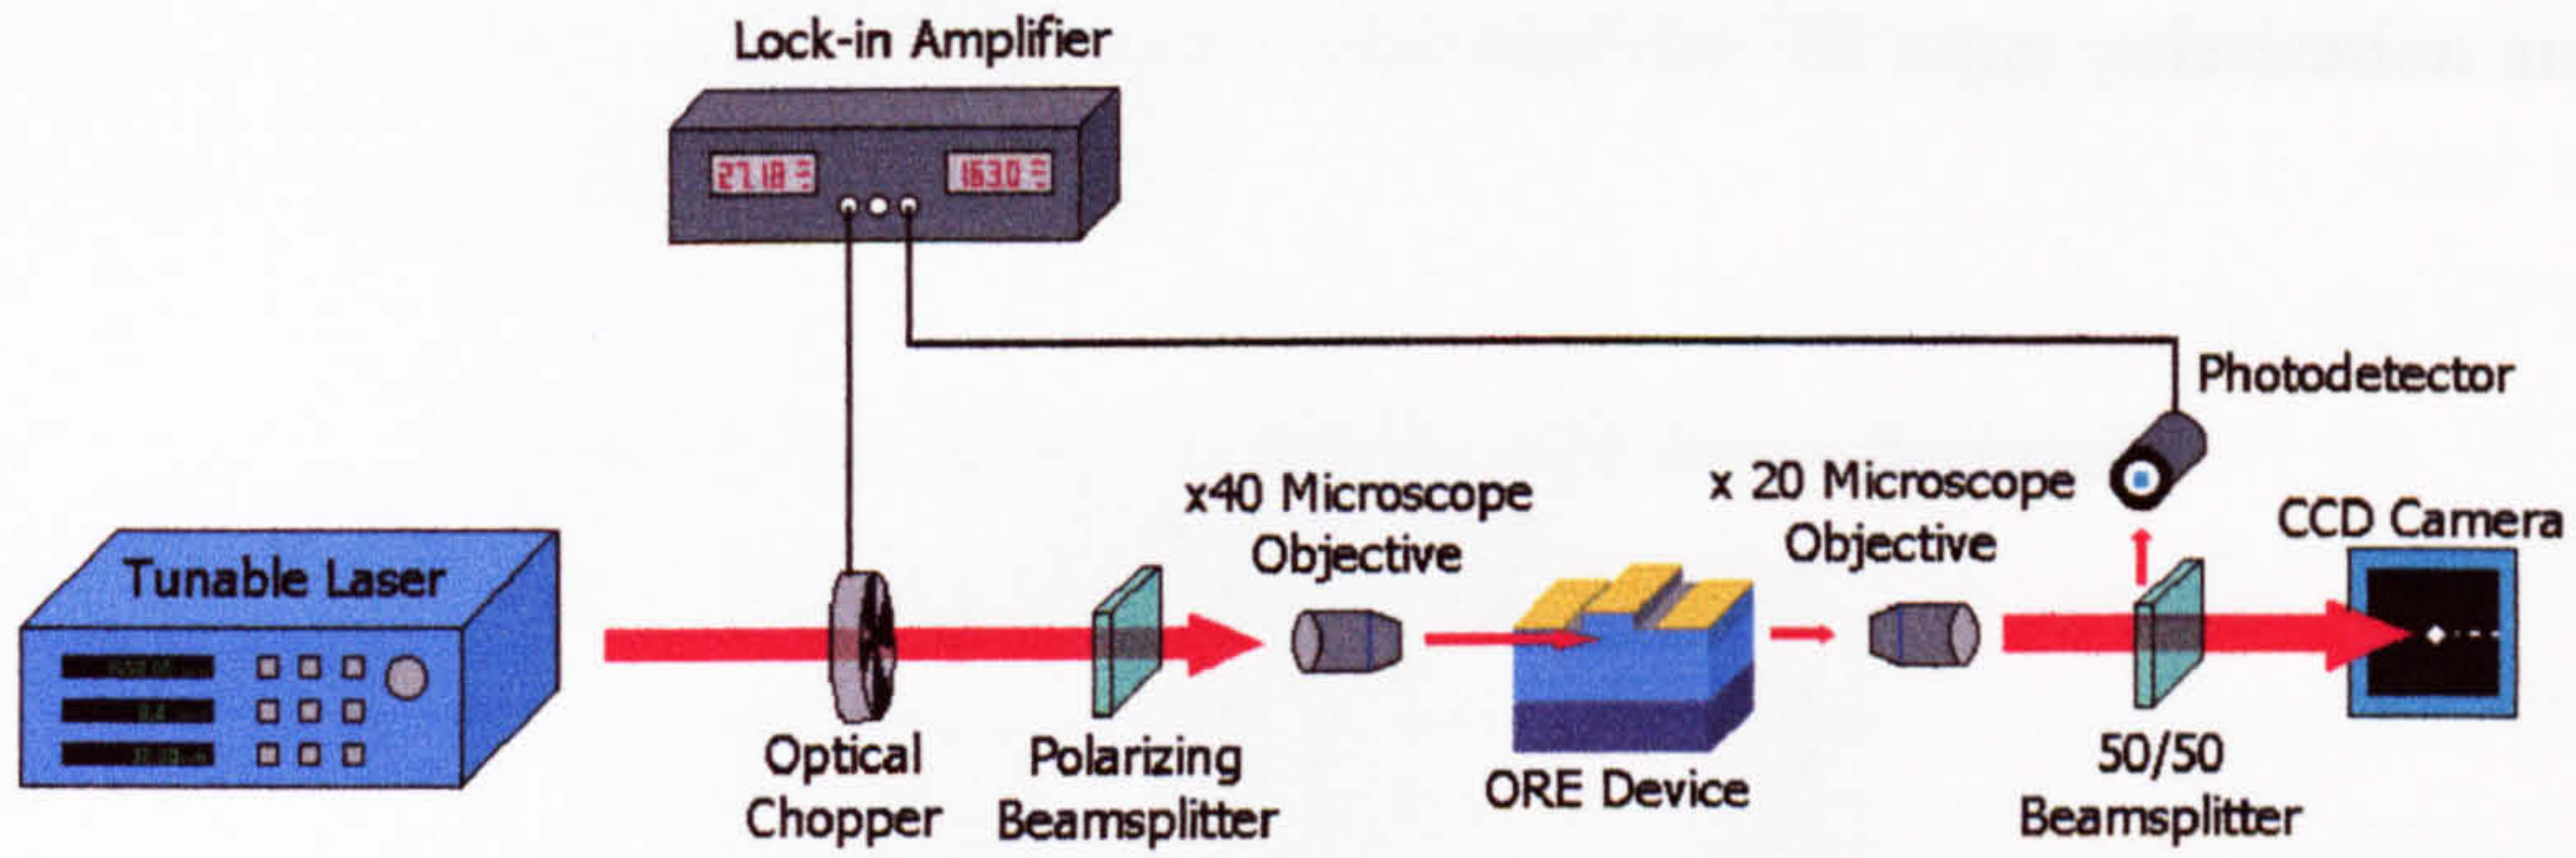 Lock-in Amplifier
27.18
163.0
Photodetector
x40 Microscope
Objective
x 20 Microscope
Objective
CCD Camera
Tunable Laser
Optical
Chopper
Polarizing
Beamsplitter
ORE Device
50/50
Beamsplitter